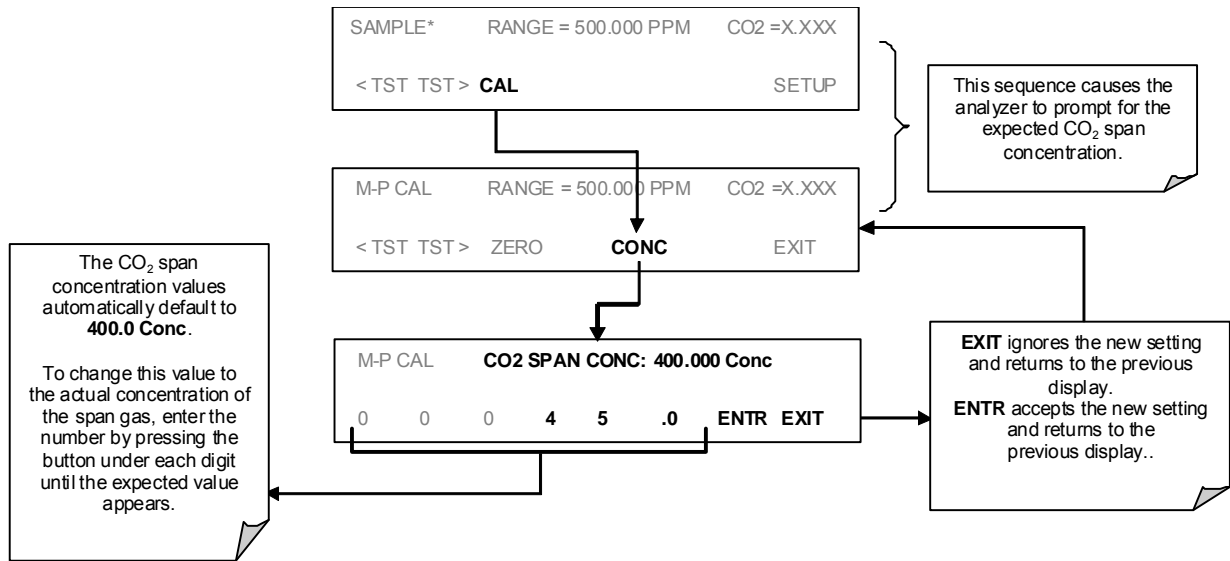 SAMPLE* RANGE = 500.000 PPM CO2 =X.XXX
< TST TST > CAL SETUP
This sequence causes the
analyzer to prompt for the
expected CO₂ span
concentration.
M-P CAL RANGE = 500.000 PPM CO2 =X.XXX
< TST TST > ZERO CONC EXIT
The CO₂ span
concentration values
automatically default to
400.0 Conc.
To change this value to
the actual concentration of
the span gas, enter the
number by pressing the
button under each digit
until the expected value
appears.
M-P CAL CO2 SPAN CONC: 400.000 Conc
0 0 0 4 5 .0 ENTR EXIT
EXIT ignores the new setting
and returns to the previous
display.
ENTR accepts the new setting
and returns to the
previous display..